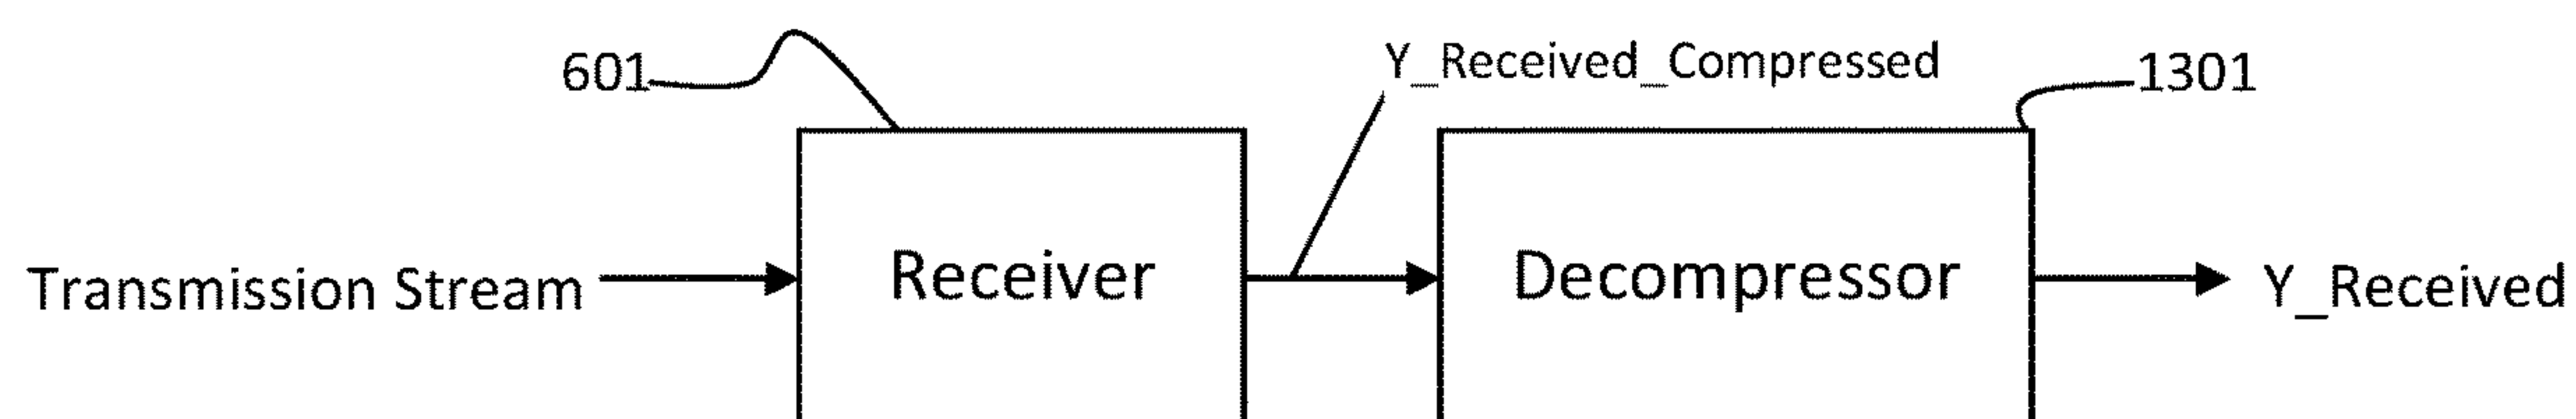 601
Y_Received_Compressed
1301
Transmission Stream
Receiver
Decompressor
Y_Received